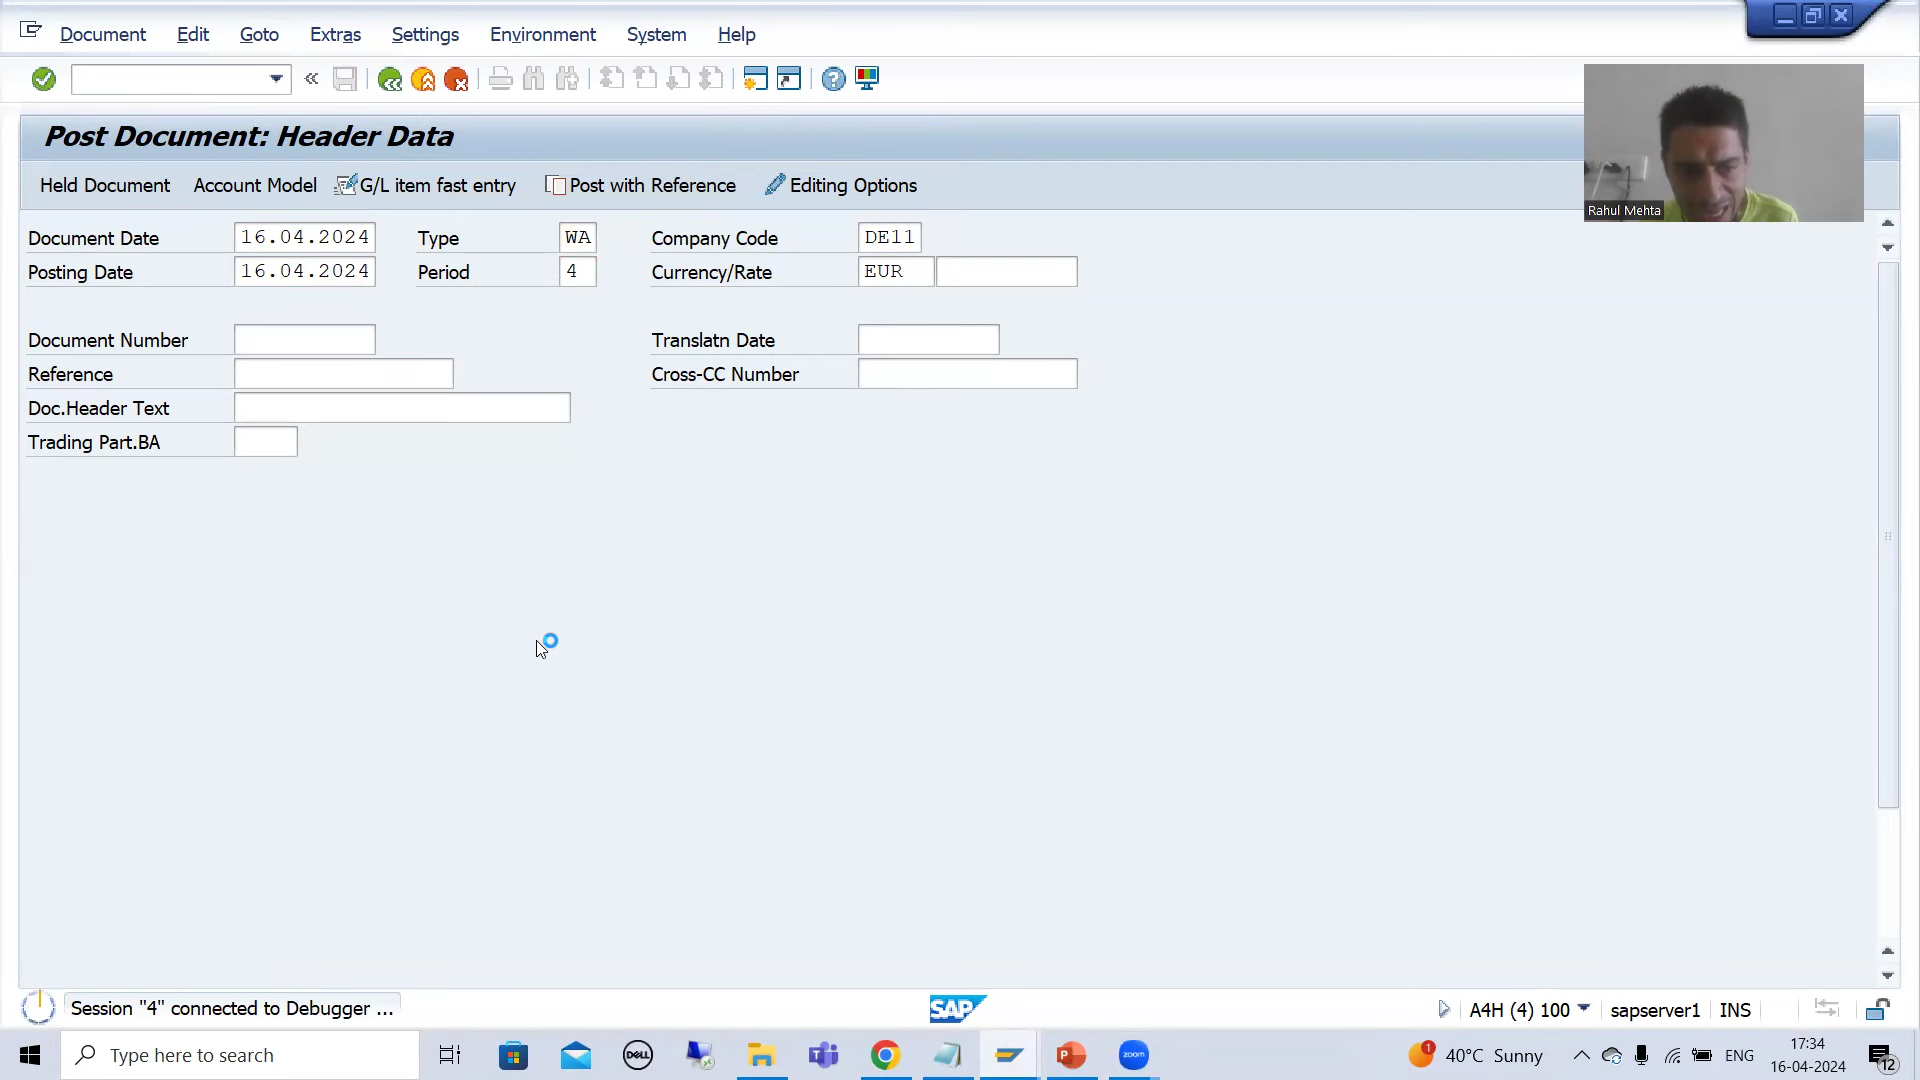 Document Edit Goto Extras Settings Environment System Help
Post Document: Header Data
Held Document Account Model G/L item fast entry Post with Reference Editing Options
Rahul Mehta
Document Date 16.04.2024 Type WA Company Code DE11
Posting Date 16.04.2024 Period 4 Currency/Rate EUR
Document Number Translatn Date
Reference Cross-CC Number
Doc.Header Text
Trading Part.BA
Session "4" connected to Debugger ... SAP A4H (4) 100 sapserver1 INS
Type here to search DELL zoom 1 40°C Sunny ENG 17:34
16-04-2024 12